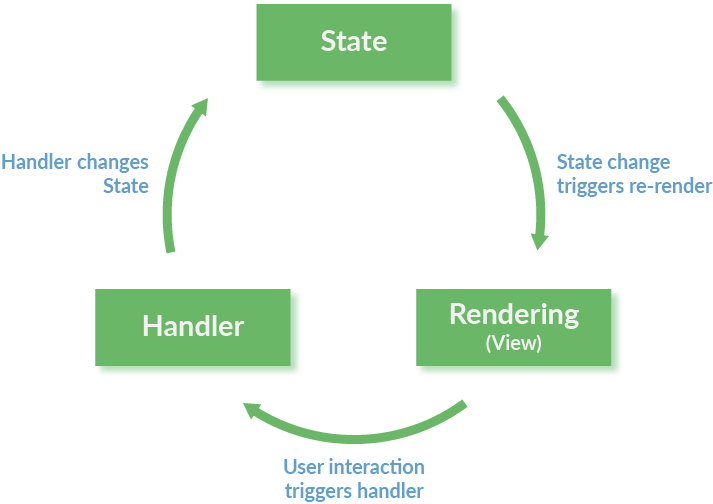 State
Handler changes
State
State change
triggers re-render
Handler
Rendering
(View)
User interaction
triggers handler